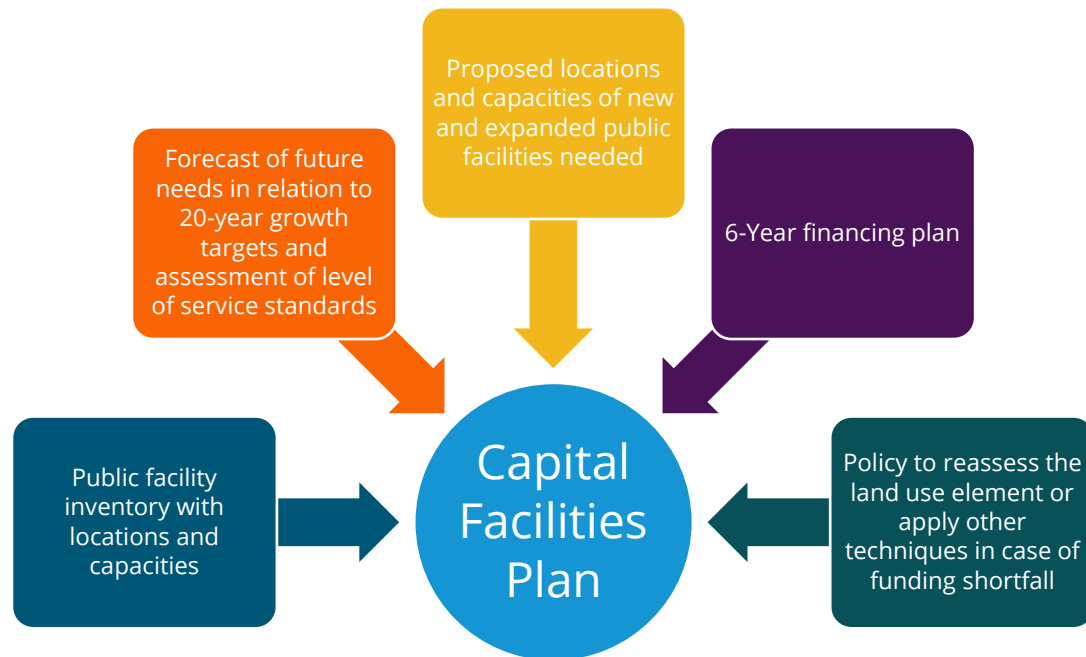 Public facility
inventory with
locations and
capacities
Forecast of future
needs in relation to
20-year growth
targets and
assessment of level
of service standards
Proposed locations
and capacities of new
and expanded public
facilities needed
6-Year financing plan
Policy to reassess the
land use element or
apply other
techniques in case of
funding shortfall
Capital
Facilities
Plan